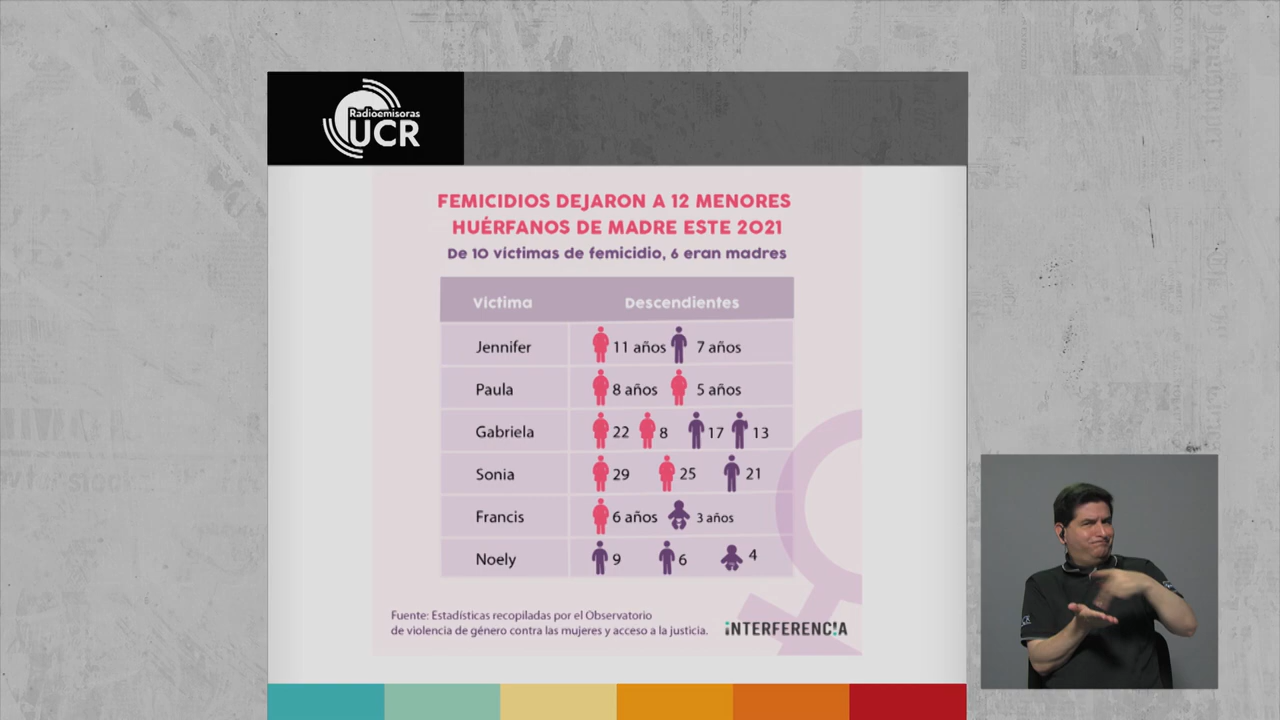 Radioemisoras
UCR
FEMICIDIOS DEJARON A 12 MENORES
HUÉRFANOS DE MADRE ESTE 2021
De 10 víctimas de femicidio, 6 eran madres
Víctima Descendientes
Jennifer 11 años 7 años
Paula 8 años 5 años
Gabriela 22 8 17 13
Sonia 29 25 21
Francis 6 años 3 años
Noely 9 6 4
Fuente: Estadísticas recopiladas por el Observatorio
de violencia de género contra las mujeres y acceso a la justicia.
INTERFERENCIA